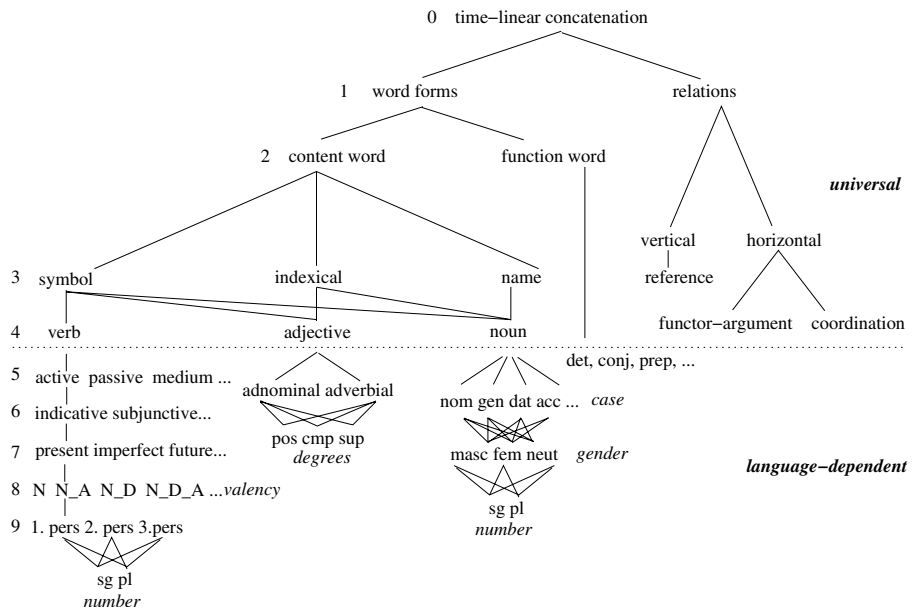 0 time−linear concatenation
1 word forms relations
2 content word function word
universal
vertical horizontal
3 symbol indexical name reference
functor−argument coordination
4 verb adjective noun
det, conj, prep, ...
5 active passive medium ... adnominal adverbial
nom gen dat acc ... case
6 indicative subjunctive...
pos cmp sup
7 present imperfect future... degrees masc fem neut gender
language−dependent
8 N N_A N_D N_D_A ...valency
sg pl
9 1. pers 2. pers 3.pers number
sg pl
number